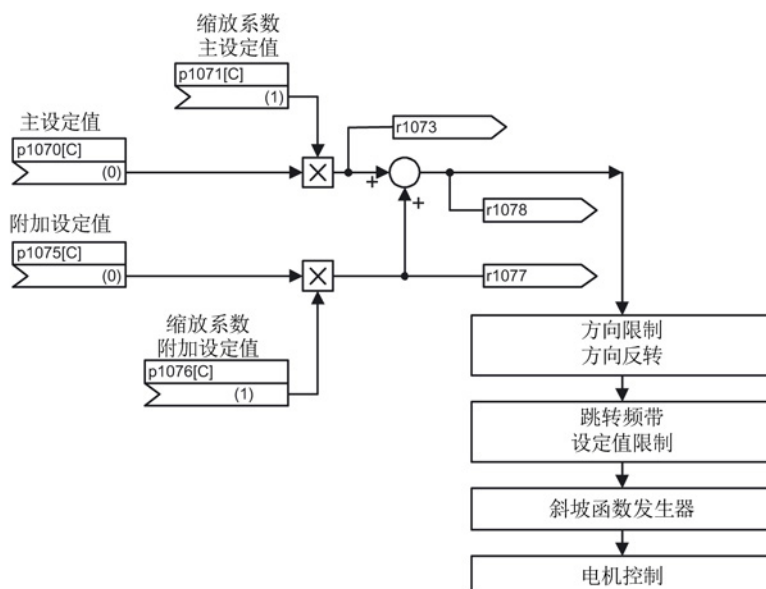 缩放系数
主设定值
p1071[C]
(1)
主设定值
p1070[C]
(0)
r1073
+
+
r1078
附加设定值
p1075[C]
(0)
r1077
缩放系数
附加设定值
p1076[C]
(1)
方向限制
方向反转
跳转频带
设定值限制
斜坡函数发生器
电机控制